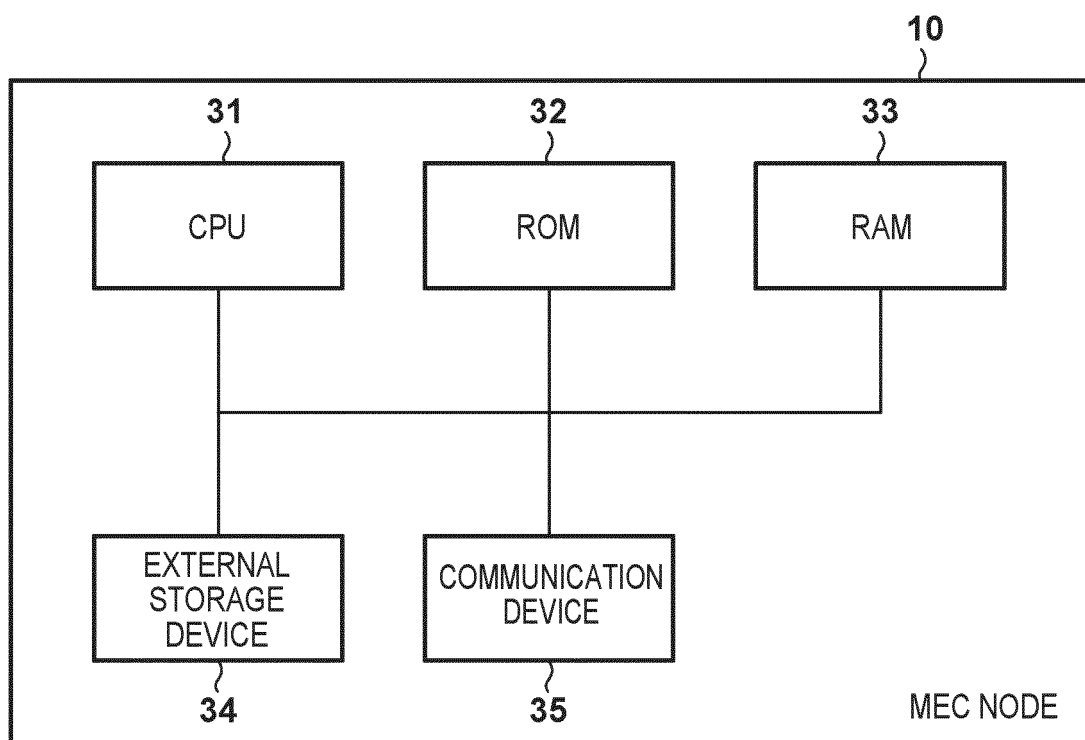 10
31
32
33
CPU
ROM
RAM
EXTERNAL
STORAGE
DEVICE
COMMUNICATION
DEVICE
34
35
MEC NODE